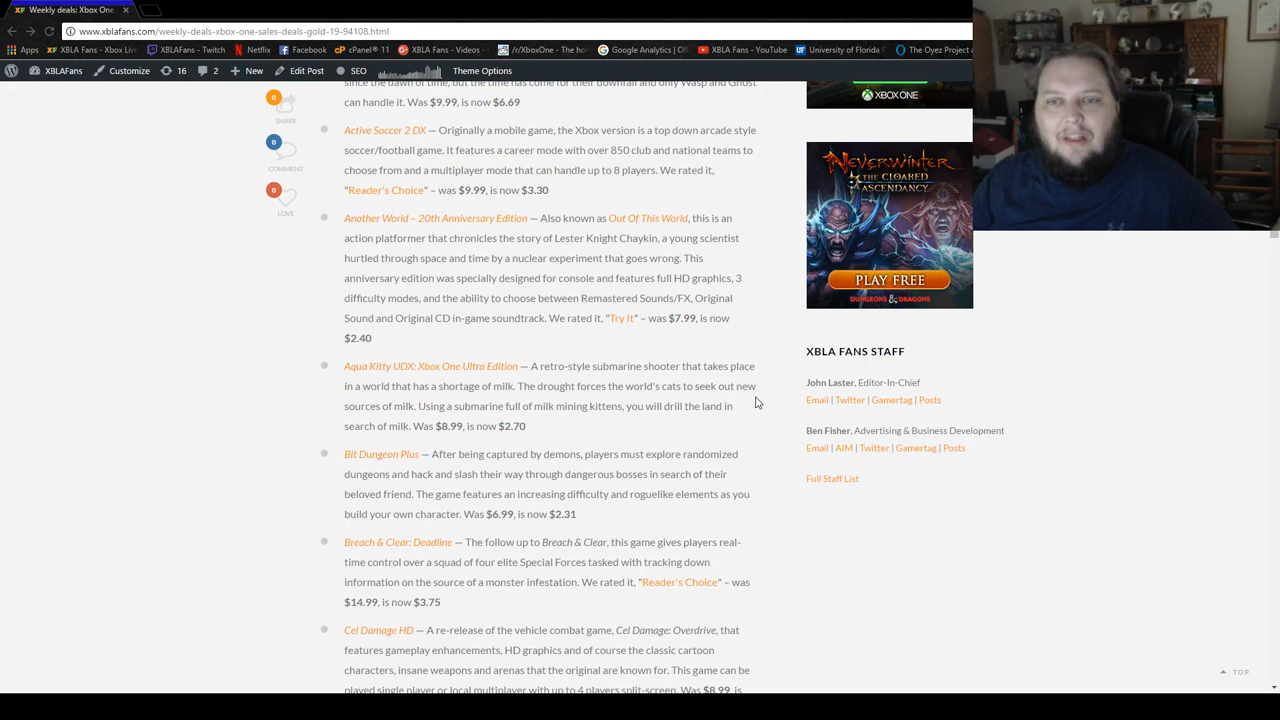 XF Weekly deals: Xbox One
www.xblafans.com/weekly-deals-xbox-one-sales-deals-gold-19-94108.html
Apps XBLA Fans - Xbox Liv XBLAFans - Twitch Netflix Facebook cPanel® 11 XBLA Fans - Videos - /r/XboxOne - The ho Google Analytics | Of XBLA Fans - YouTube University of Florida The Oyez Project a
XBLAFans Customize 16 2 New Edit Post SEO Theme Options
since the dawn of time, but the time has come for their downfall and only Wasp and Ghost
can handle it. Was $9.99, is now $6.69
XBOX ONE
0
SHARE
0
COMMENT
0
LOVE
Active Soccer 2 DX — Originally a mobile game, the Xbox version is a top down arcade style
soccer/football game. It features a career mode with over 850 club and national teams to
choose from and a multiplayer mode that can handle up to 8 players. We rated it,
"Reader's Choice" – was $9.99, is now $3.30
Another World – 20th Anniversary Edition — Also known as Out Of This World, this is an
action platformer that chronicles the story of Lester Knight Chaykin, a young scientist
hurtled through space and time by a nuclear experiment that goes wrong. This
anniversary edition was specially designed for console and features full HD graphics, 3
difficulty modes, and the ability to choose between Remastered Sounds/FX, Original
Sound and Original CD in-game soundtrack. We rated it, "Try It" – was $7.99, is now
$2.40
Aqua Kitty UDX: Xbox One Ultra Edition — A retro-style submarine shooter that takes place
in a world that has a shortage of milk. The drought forces the world's cats to seek out new
sources of milk. Using a submarine full of milk mining kittens, you will drill the land in
search of milk. Was $8.99, is now $2.70
Bit Dungeon Plus — After being captured by demons, players must explore randomized
dungeons and hack and slash their way through dangerous bosses in search of their
beloved friend. The game features an increasing difficulty and roguelike elements as you
build your own character. Was $6.99, is now $2.31
Breach & Clear: Deadline — The follow up to Breach & Clear, this game gives players real-
time control over a squad of four elite Special Forces tasked with tracking down
information on the source of a monster infestation. We rated it, "Reader's Choice" – was
$14.99, is now $3.75
Cel Damage HD — A re-release of the vehicle combat game, Cel Damage: Overdrive, that
features gameplay enhancements, HD graphics and of course the classic cartoon
characters, insane weapons and arenas that the original are known for. This game can be
played single player or local multiplayer with up to 4 players split-screen. Was $8.99, is
NEVERWINTER
THE CLOAKED
ASCENDANCY
PLAY FREE
DUNGEONS & DRAGONS
XBLA FANS STAFF
John Laster, Editor-In-Chief
Email | Twitter | Gamertag | Posts
Ben Fisher, Advertising & Business Development
Email | AIM | Twitter | Gamertag | Posts
Full Staff List
TOP